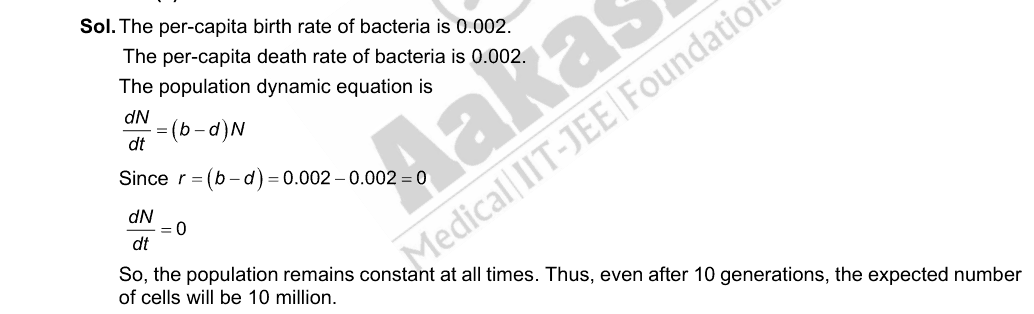 Sol. The per-capita birth rate of bacteria is 0.002.
The per-capita death rate of bacteria is 0.002.
The population dynamic equation is
dN/dt = (b – d)N
Since r = (b – d) = 0.002 – 0.002 = 0
dN/dt = 0
So, the population remains constant at all times. Thus, even after 10 generations, the expected number
of cells will be 10 million.
Medical|IIT-JEE|Foundations